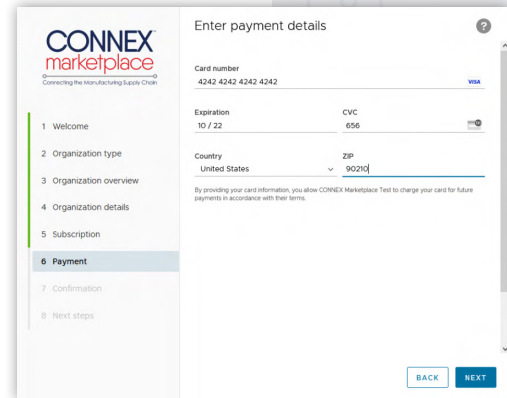 CONNEX
marketplace
Connecting the Manufacturing Supply Chain
1 Welcome
2 Organization type
3 Organization overview
4 Organization details
5 Subscription
6 Payment
7 Confirmation
8 Next steps
Enter payment details
?
Card number
4242 4242 4242 4242 VISA
Expiration CVC
10 / 22 656
Country ZIP
United States 90210
By providing your card information, you allow CONNEX Marketplace Test to charge your card for future
payments in accordance with their terms.
BACK NEXT